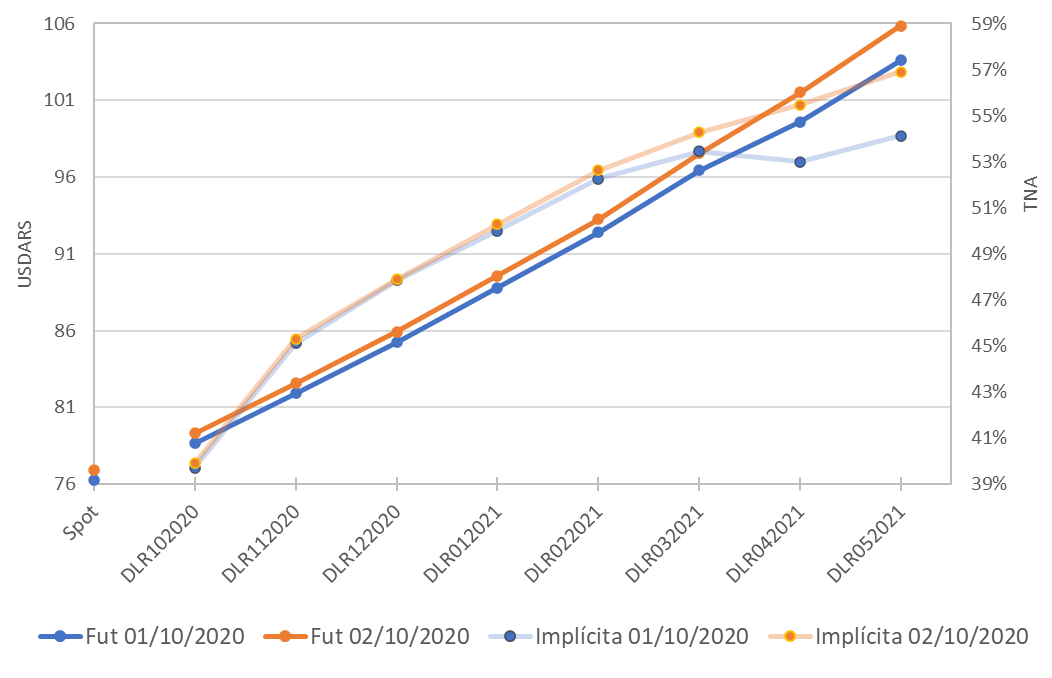 106
101
96
91
86
81
76
USDARS
59%
57%
55%
53%
51%
49%
47%
45%
43%
41%
39%
TNA
Spot
DLR102020
DLR112020
DLR122020
DLR012021
DLR022021
DLR032021
DLR042021
DLR052021
Fut 01/10/2020
Fut 02/10/2020
Implícita 01/10/2020
Implícita 02/10/2020